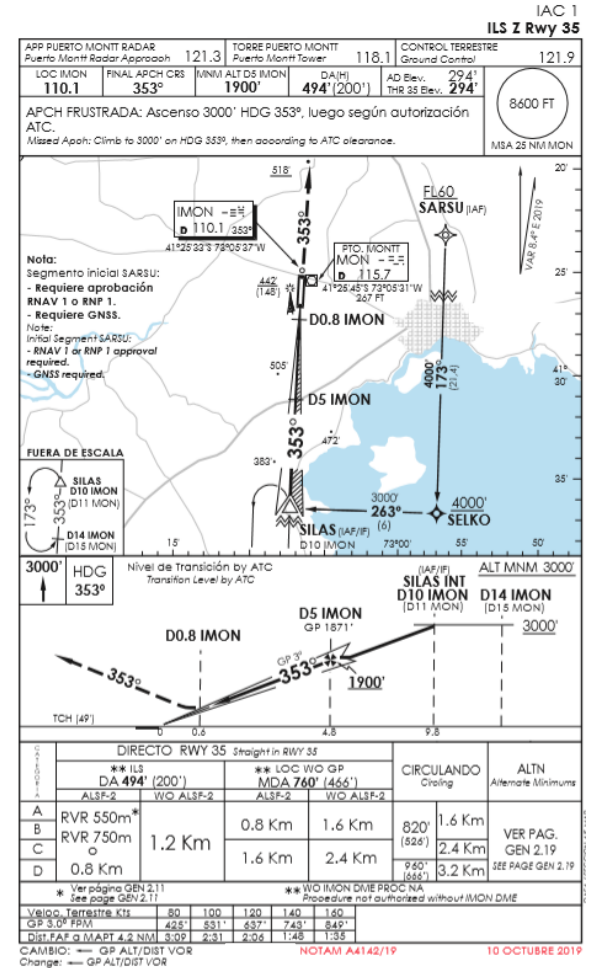 IAC 1
ILS Z Rwy 35
APP PUERTO MONTT RADAR
Puerto Montt Radar Approach 121.3
TORRE PUERTO MONTT
Puerto Montt Tower 118.1
CONTROL TERRESTRE
Ground Control 121.9
LOC IMON
110.1
FINAL APCH CRS
353º
MNM ALT D5 IMON
1900'
DA(H)
494'(200')
AD Elev. 294'
THR 35 Elev. 294'
8600 FT
MSA 25 NM MON
APCH FRUSTRADA: Ascenso 3000' HDG 353º, luego según autorización
ATC.
Missed Apch: Climb to 3000' on HDG 353º, then according to ATC clearance.
518'
20'
FL60
SARSU (IAF)
VAR 8.4º E 2019
IMON
D 110.1 353º
41°25'33"S 73°05'37"W
353º
PTO. MONTT
MON
D 115.7
41°25'45"S 73°05'31"W
267 FT
25'
Nota:
Segmento inicial SARSU:
- Requiere aprobación
RNAV 1 o RNP 1.
- Requiere GNSS.
Note:
Initial Segment SARSU:
- RNAV 1 or RNP 1 approval
required.
- GNSS required.
442'
(148')
D0.8 IMON
505'
4000'
173º
(21.4)
41°
30'
D5 IMON
353º
472'
383'
35'
FUERA DE ESCALA
SILAS
D10 IMON
(D11 MON)
173º
353º
D14 IMON
(D15 MON)
3000'
263º
(6)
4000'
SELKO
SILAS (IAF/IF)
D10 IMON
15'
73°00'
55'
50'
3000'
HDG
353º
Nivel de Transición by ATC
Transition Level by ATC
ALT MNM 3000'
(IAF/IF)
SILAS INT
D10 IMON
(D11 MON)
D14 IMON
(D15 MON)
3000'
D5 IMON
GP 1871'
D0.8 IMON
GP 3º
353º
353º
1900'
TCH (49')
0
0.6
4.8
9.8
CATEGORIA
DIRECTO RWY 35 Straight in RWY 35
** ILS
DA 494' (200')
** LOC WO GP
MDA 760' (466')
CIRCULANDO
Circling
ALTN
Alternate Minimums
ALSF-2
WO ALSF-2
ALSF-2
WO ALSF-2
A
B
C
D
RVR 550m*
RVR 750m
o
0.8 Km
1.2 Km
0.8 Km
1.6 Km
1.6 Km
2.4 Km
820'
(526')
1.6 Km
2.4 Km
960'
(666')
3.2 Km
VER PAG.
GEN 2.19
SEE PAGE GEN 2.19
* Ver página GEN 2.11
See page GEN 2.11
** WO IMON DME PROC NA
Procedure not authorized without IMON DME
Veloc. Terrestre Kts 80 100 120 140 160
GP 3.0º FPM 425' 531' 637' 743' 849'
Dist.FAF a MAPT 4.2 NM 3:09 2:31 2:06 1:48 1:35
CAMBIO: GP ALT/DIST VOR
Change: GP ALT/DIST VOR
NOTAM A4142/19
10 OCTUBRE 2019